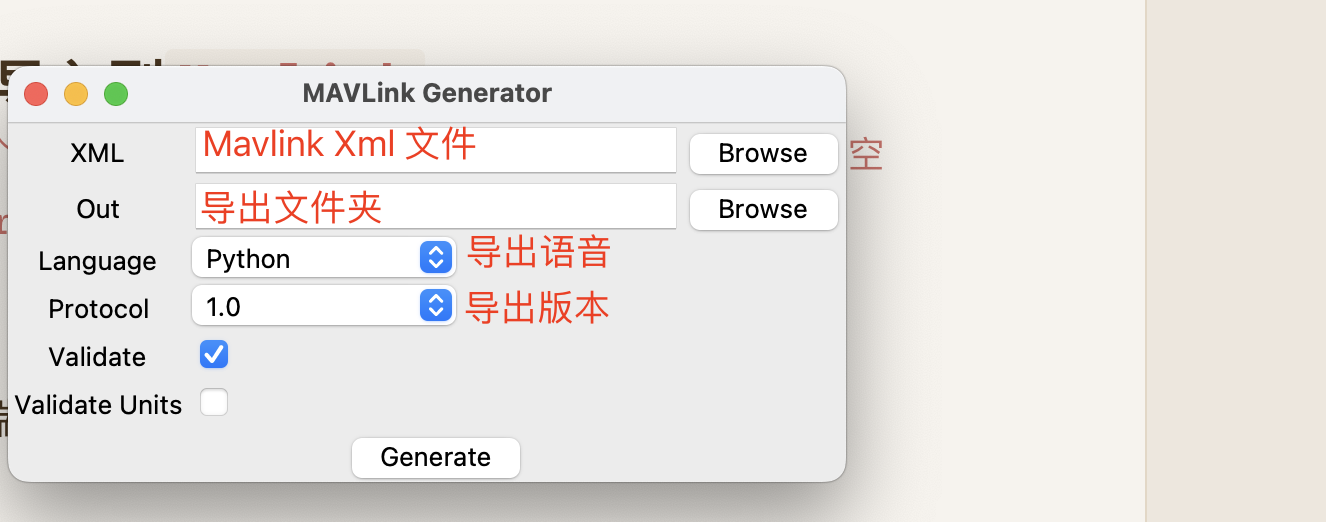 MAVLink Generator
XML Mavlink Xml 文件 Browse 空
Out 导出文件夹 Browse
Language Python 导出语音
Protocol 1.0 导出版本
Validate
Validate Units
Generate